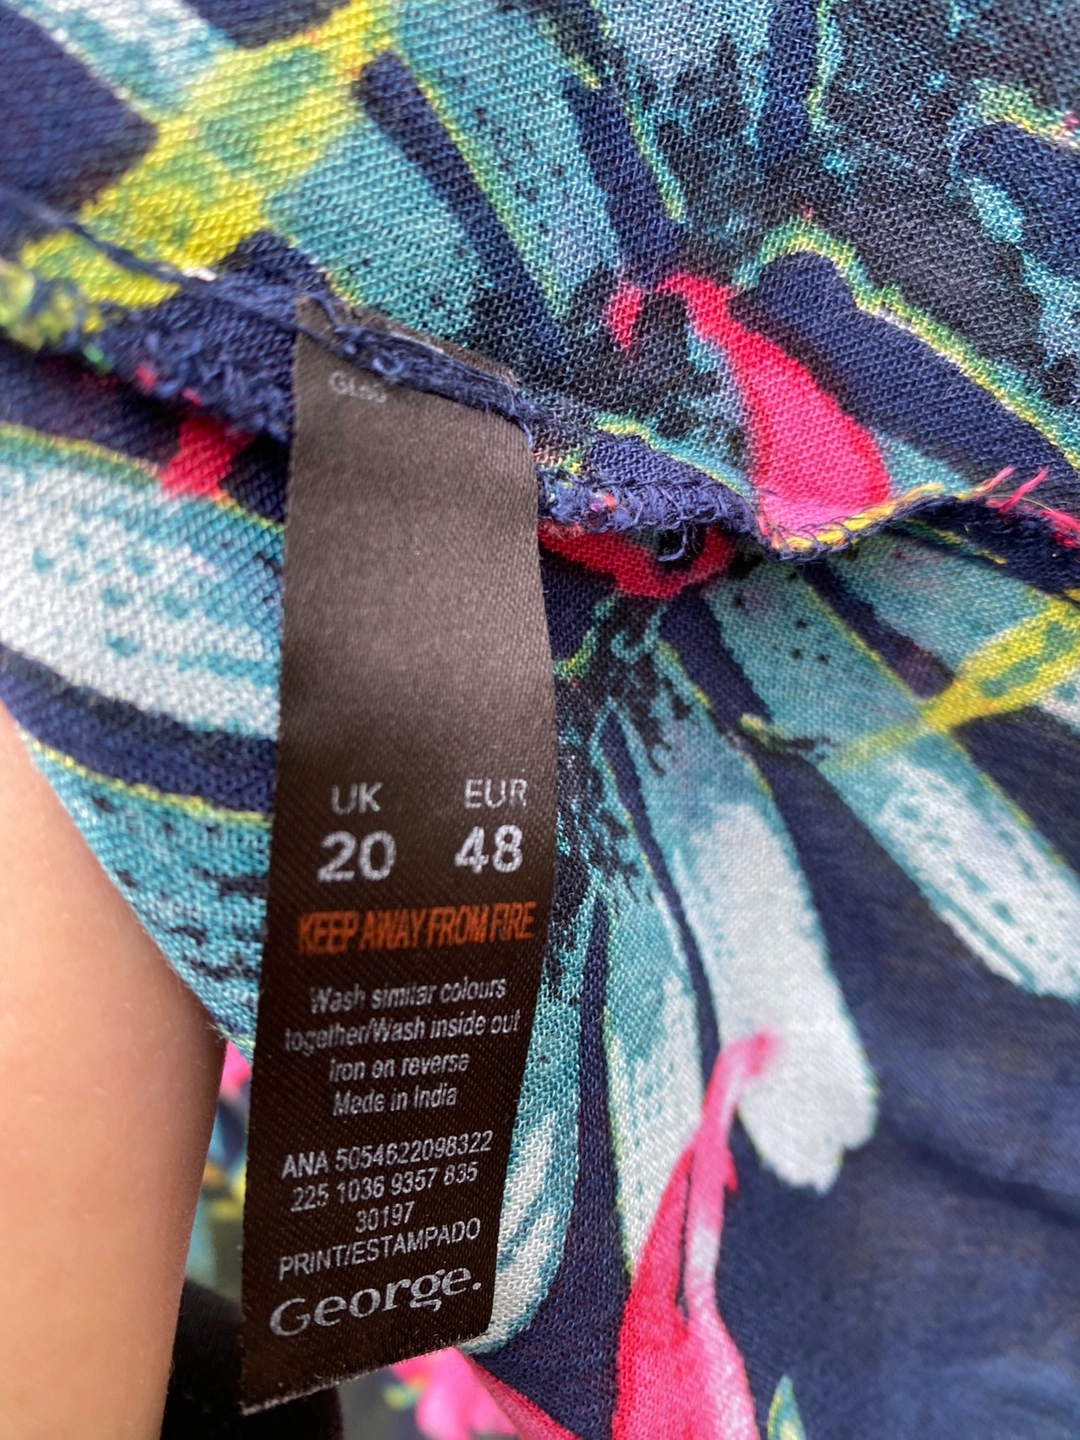 UK EUR
20 48
KEEP AWAY FROM FIRE
Wash similar colours
together/Wash inside out
Iron on reverse
Made in India
ANA 5054622098322
225 1036 9357 835
30197
PRINT/ESTAMPADO
George.